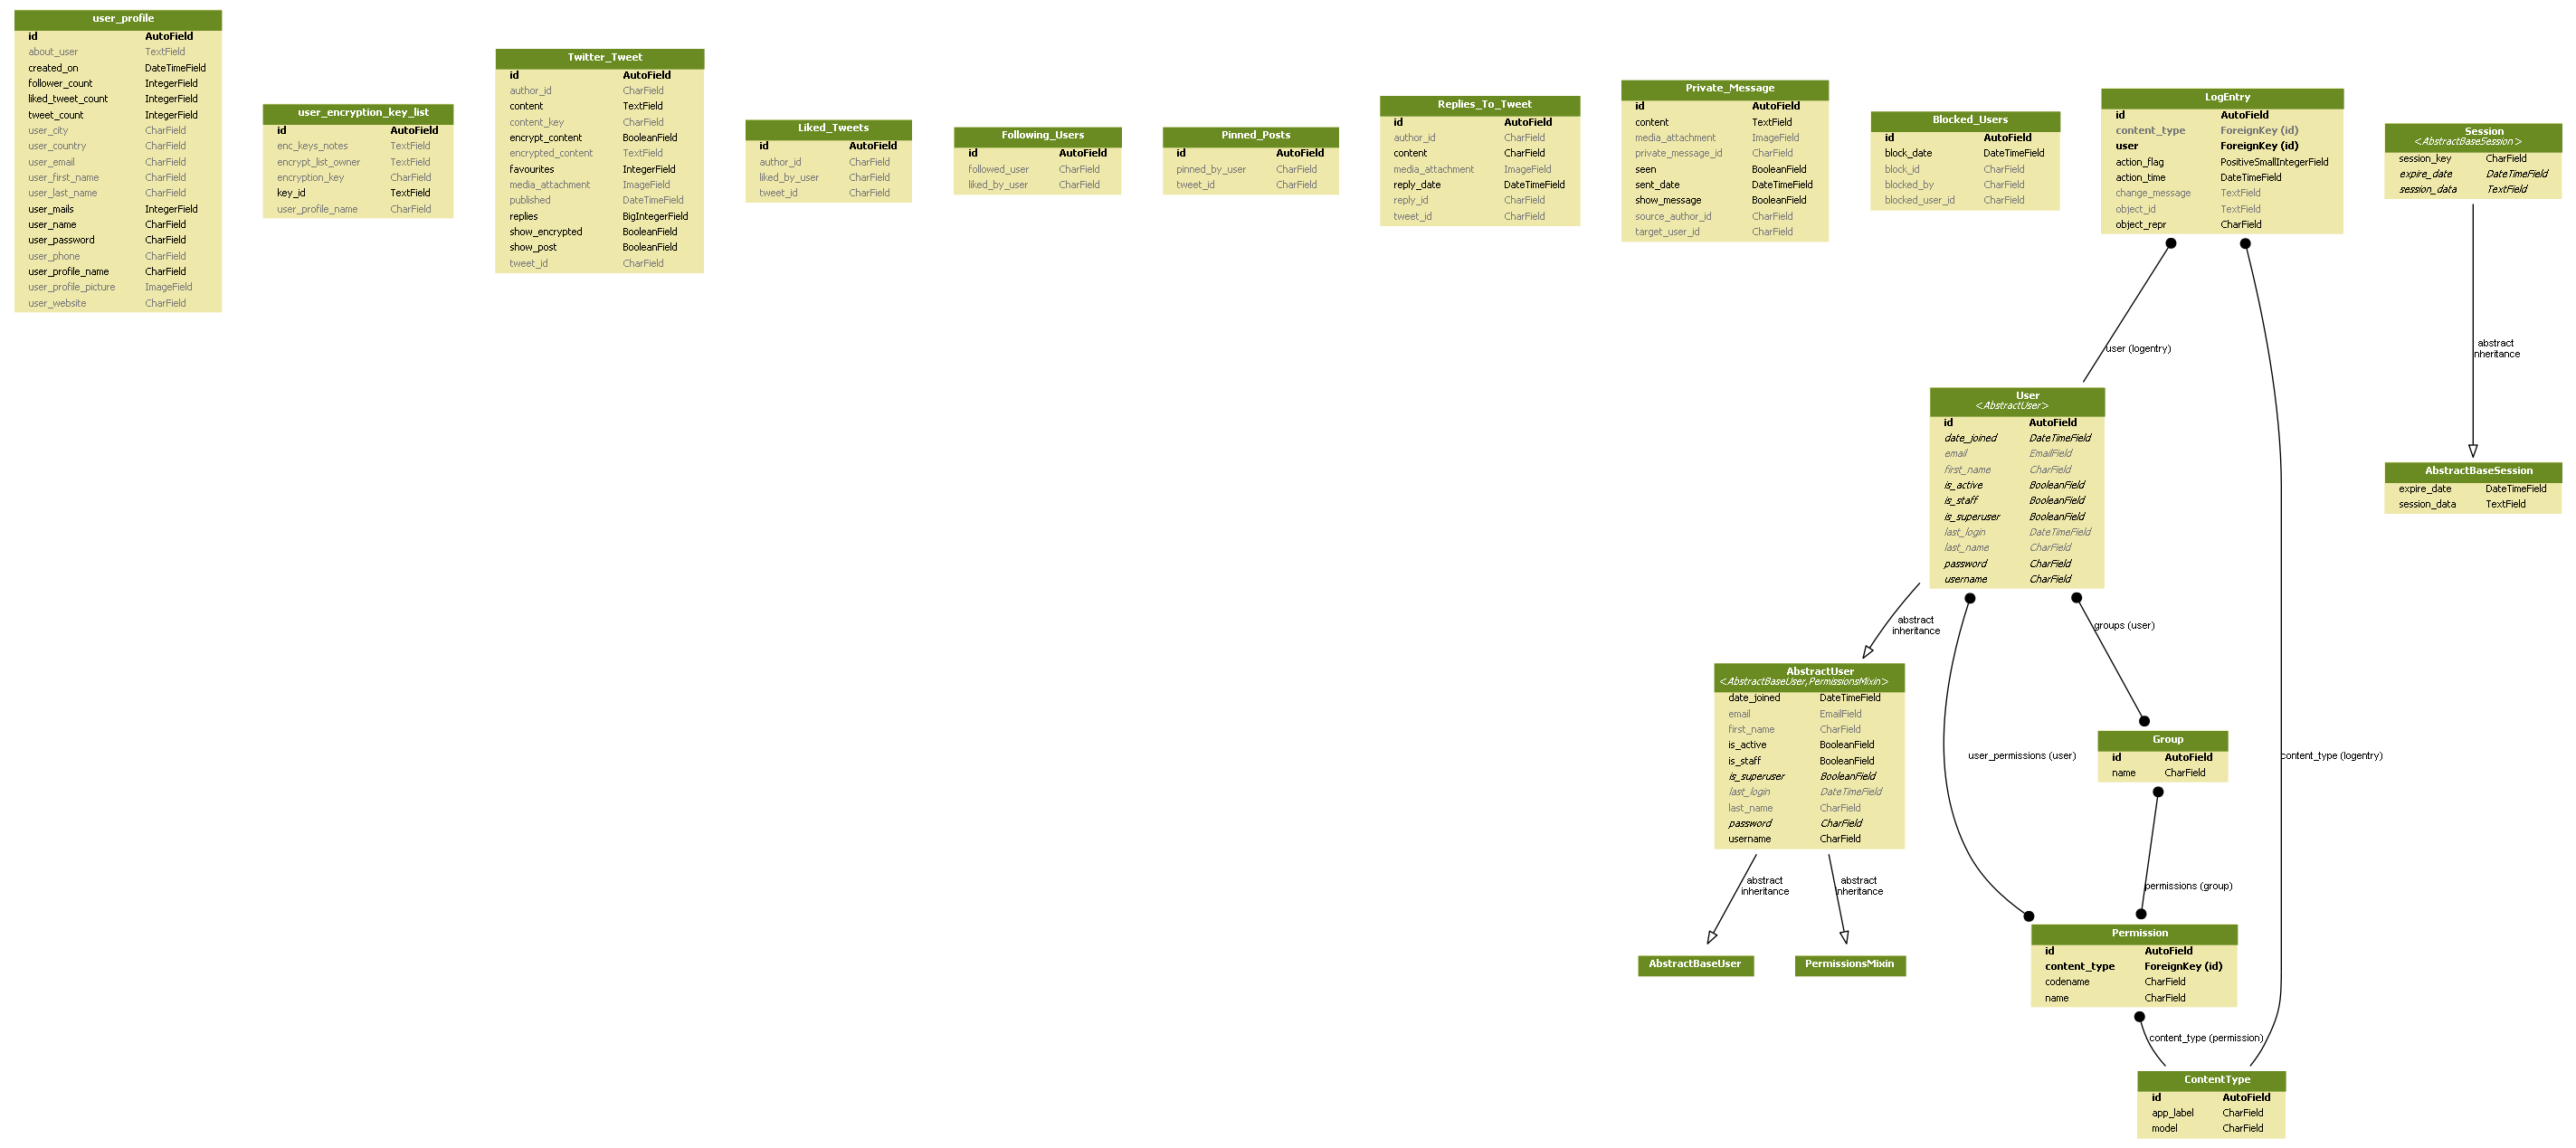 user_profile
id AutoField
about_user TextField
created_on DateTimeField
follower_count IntegerField
liked_tweet_count IntegerField
tweet_count IntegerField
user_city CharField
user_country CharField
user_email CharField
user_first_name CharField
user_last_name CharField
user_mails IntegerField
user_name CharField
user_password CharField
user_phone CharField
user_profile_name CharField
user_profile_picture ImageField
user_website CharField
user_encryption_key_list
id AutoField
enc_keys_notes TextField
encrypt_list_owner TextField
encryption_key CharField
key_id TextField
user_profile_name CharField
Twitter_Tweet
id AutoField
author_id CharField
content TextField
content_key CharField
encrypt_content BooleanField
encrypted_content TextField
favourites IntegerField
media_attachment ImageField
published DateTimeField
replies BigIntegerField
show_encrypted BooleanField
show_post BooleanField
tweet_id CharField
Liked_Tweets
id AutoField
author_id CharField
liked_by_user CharField
tweet_id CharField
Following_Users
id AutoField
followed_user CharField
liked_by_user CharField
Pinned_Posts
id AutoField
pinned_by_user CharField
tweet_id CharField
Replies_To_Tweet
id AutoField
author_id CharField
content CharField
media_attachment ImageField
reply_date DateTimeField
reply_id CharField
tweet_id CharField
Private_Message
id AutoField
content TextField
media_attachment ImageField
private_message_id CharField
seen BooleanField
sent_date DateTimeField
show_message BooleanField
source_author_id CharField
target_user_id CharField
Blocked_Users
id AutoField
block_date DateTimeField
block_id CharField
blocked_by CharField
blocked_user_id CharField
LogEntry
id AutoField
content_type ForeignKey (id)
user ForeignKey (id)
action_flag PositiveSmallIntegerField
action_time DateTimeField
change_message TextField
object_id TextField
object_repr CharField
Session
<AbstractBaseSession>
session_key CharField
expire_date DateTimeField
session_data TextField
user (logentry)
abstract
nheritance
User
<AbstractUser>
id AutoField
date_joined DateTimeField
email EmailField
first_name CharField
is_active BooleanField
is_staff BooleanField
is_superuser BooleanField
last_login DateTimeField
last_name CharField
password CharField
username CharField
AbstractBaseSession
expire_date DateTimeField
session_data TextField
abstract
inheritance
groups (user)
AbstractUser
<AbstractBaseUser,PermissionsMixin>
date_joined DateTimeField
email EmailField
first_name CharField
is_active BooleanField
is_staff BooleanField
is_superuser BooleanField
last_login DateTimeField
last_name CharField
password CharField
username CharField
user_permissions (user)
Group
id AutoField
name CharField
content_type (logentry)
abstract
inheritance
abstract
nheritance
permissions (group)
AbstractBaseUser
PermissionsMixin
Permission
id AutoField
content_type ForeignKey (id)
codename CharField
name CharField
content_type (permission)
ContentType
id AutoField
app_label CharField
model CharField